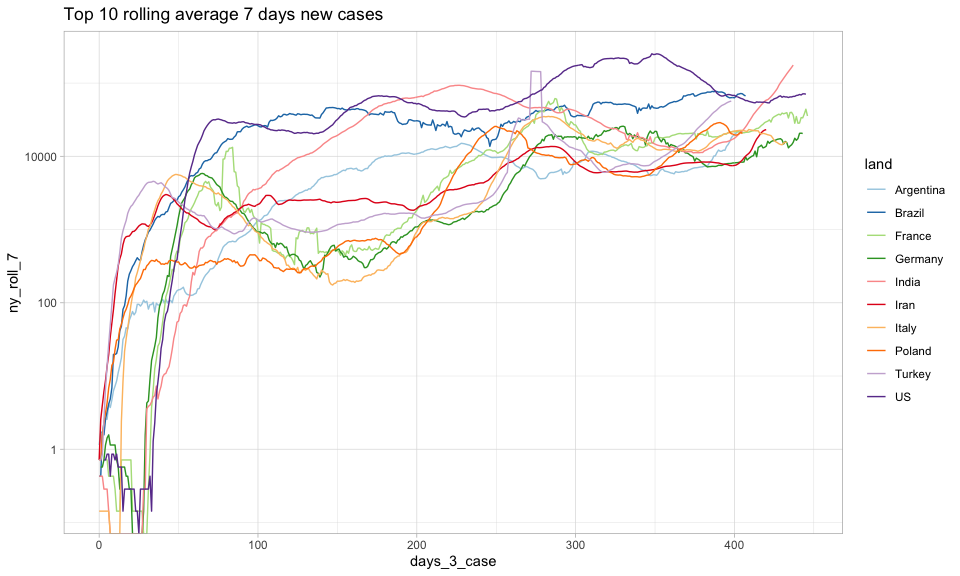 Top 10 rolling average 7 days new cases
ny_roll_7
10000
100
1
0
100
200
300
400
days_3_case
land
Argentina
Brazil
France
Germany
India
Iran
Italy
Poland
Turkey
US